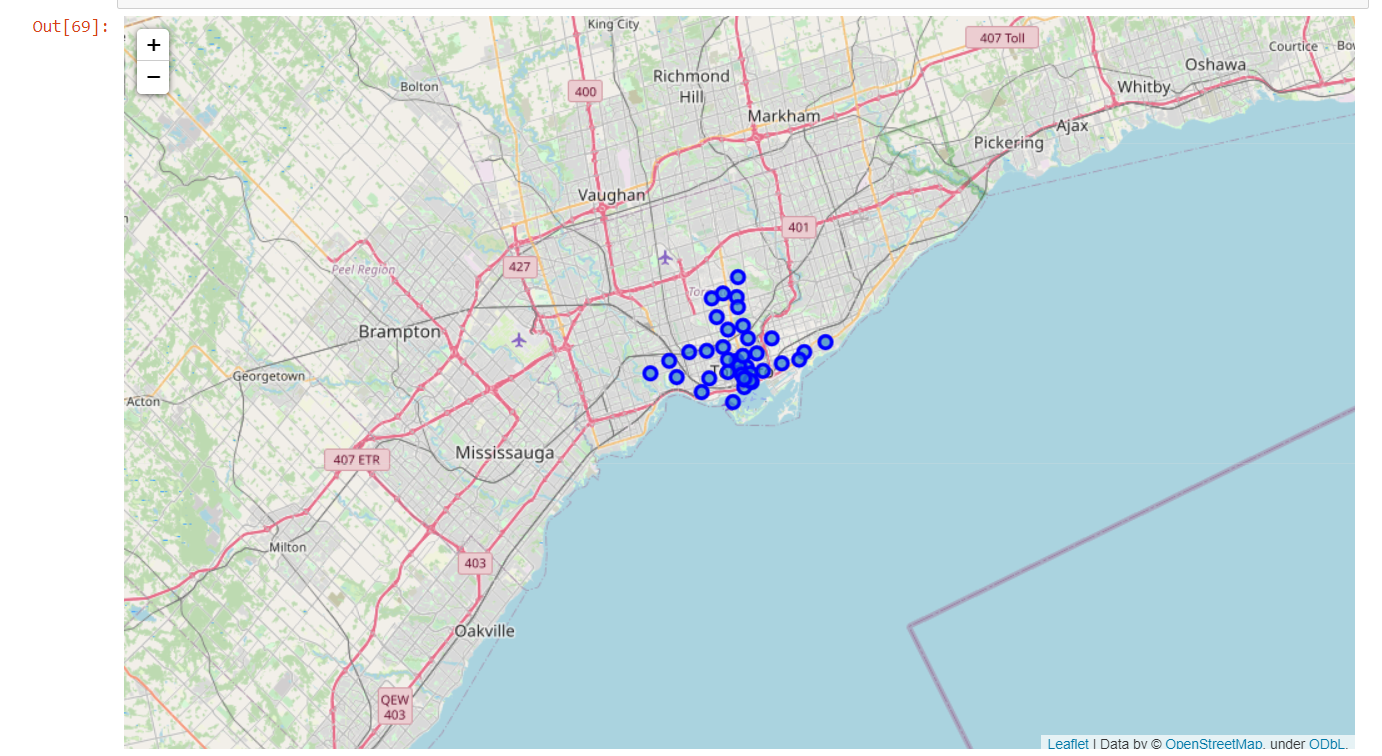 Out[69]:
+
−
King City
407 Toll
Courtice
Oshawa
Richmond
Hill
Bolton
400
Whitby
Markham
Ajax
Pickering
Vaughan
401
Peel Region
427
Brampton
Georgetown
Acton
Mississauga
407 ETR
Milton
403
Oakville
QEW
403
Leaflet | Data by © OpenStreetMap, under ODbL.